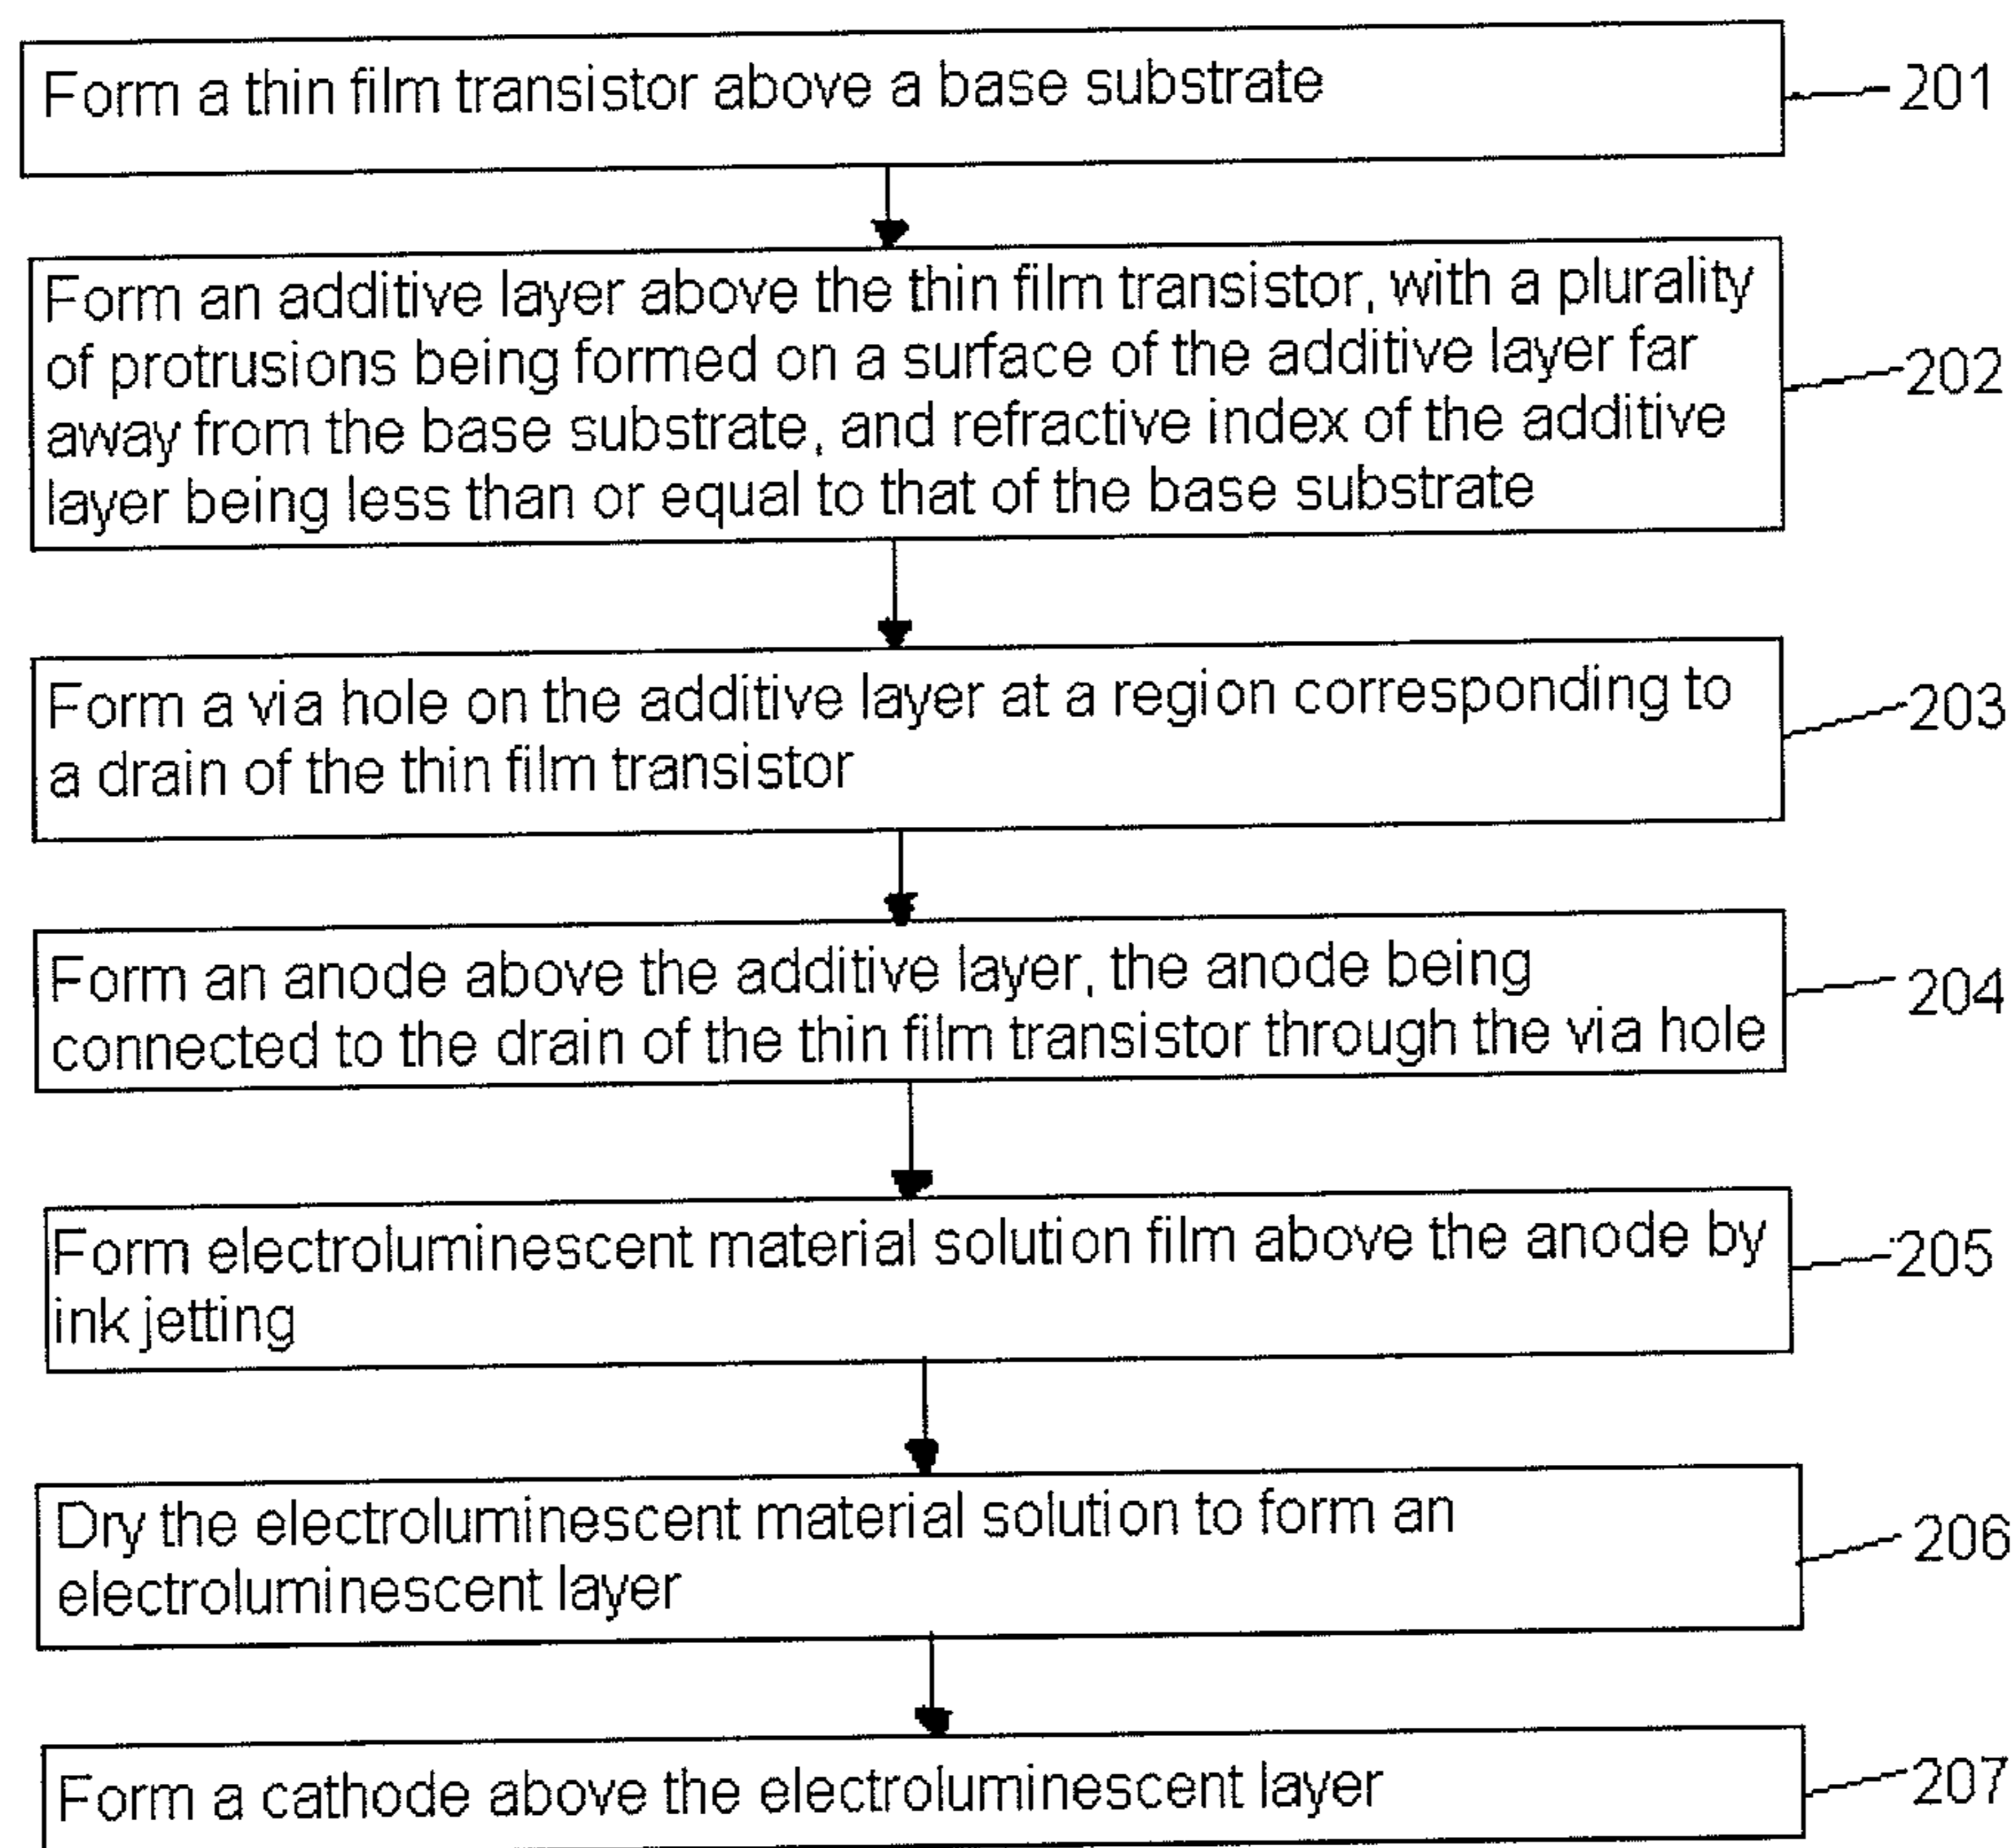 Form a thin film transistor above a base substrate
201
Form an additive layer above the thin film transistor, with a plurality
of protrusions being formed on a surface of the additive layer far
away from the base substrate, and refractive index of the additive
layer being less than or equal to that of the base substrate
202
Form a via hole on the additive layer at a region corresponding to
a drain of the thin film transistor
203
Form an anode above the additive layer, the anode being
connected to the drain of the thin film transistor through the via hole
204
Form electroluminescent material solution film above the anode by
ink jetting
205
Dry the electroluminescent material solution to form an
electroluminescent layer
206
Form a cathode above the electroluminescent layer
207